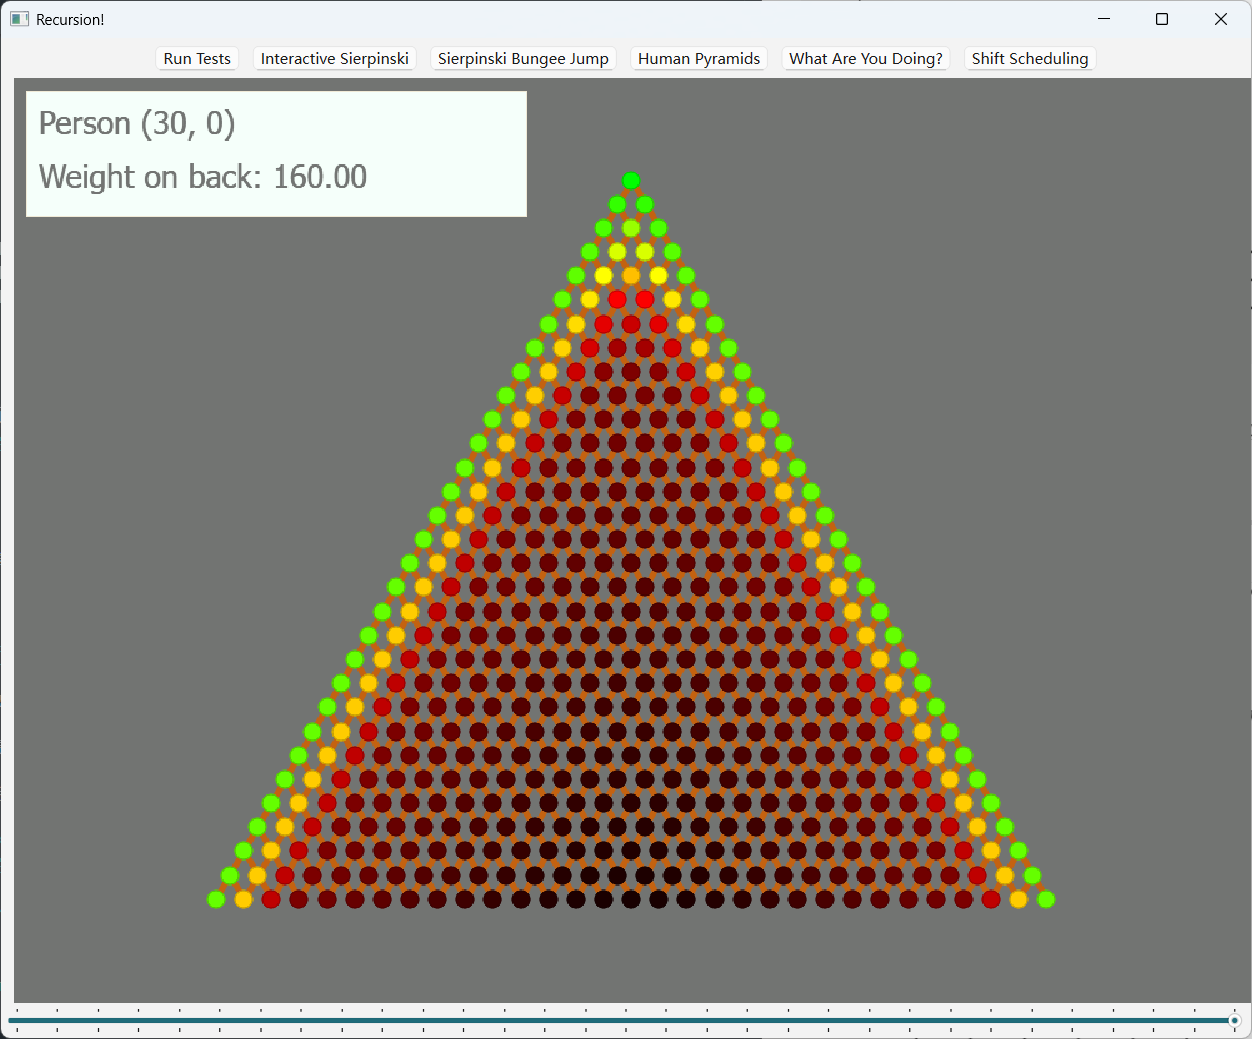 Recursion!
Run Tests
Interactive Sierpinski
Sierpinski Bungee Jump
Human Pyramids
What Are You Doing?
Shift Scheduling
Person (30, 0)
Weight on back: 160.00